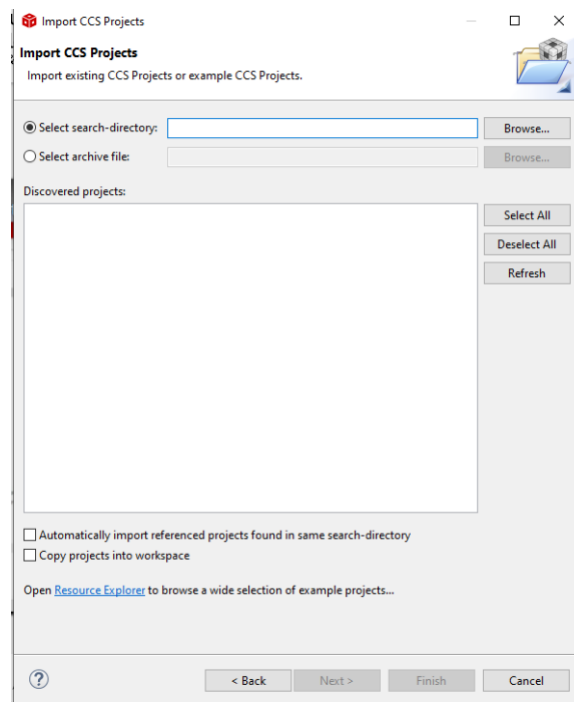 Import CCS Projects
Import CCS Projects
Import existing CCS Projects or example CCS Projects.
Select search-directory: Browse...
Select archive file: Browse...
Discovered projects:
Select All
Deselect All
Refresh
Automatically import referenced projects found in same search-directory
Copy projects into workspace
Open Resource Explorer to browse a wide selection of example projects...
? < Back Next > Finish Cancel